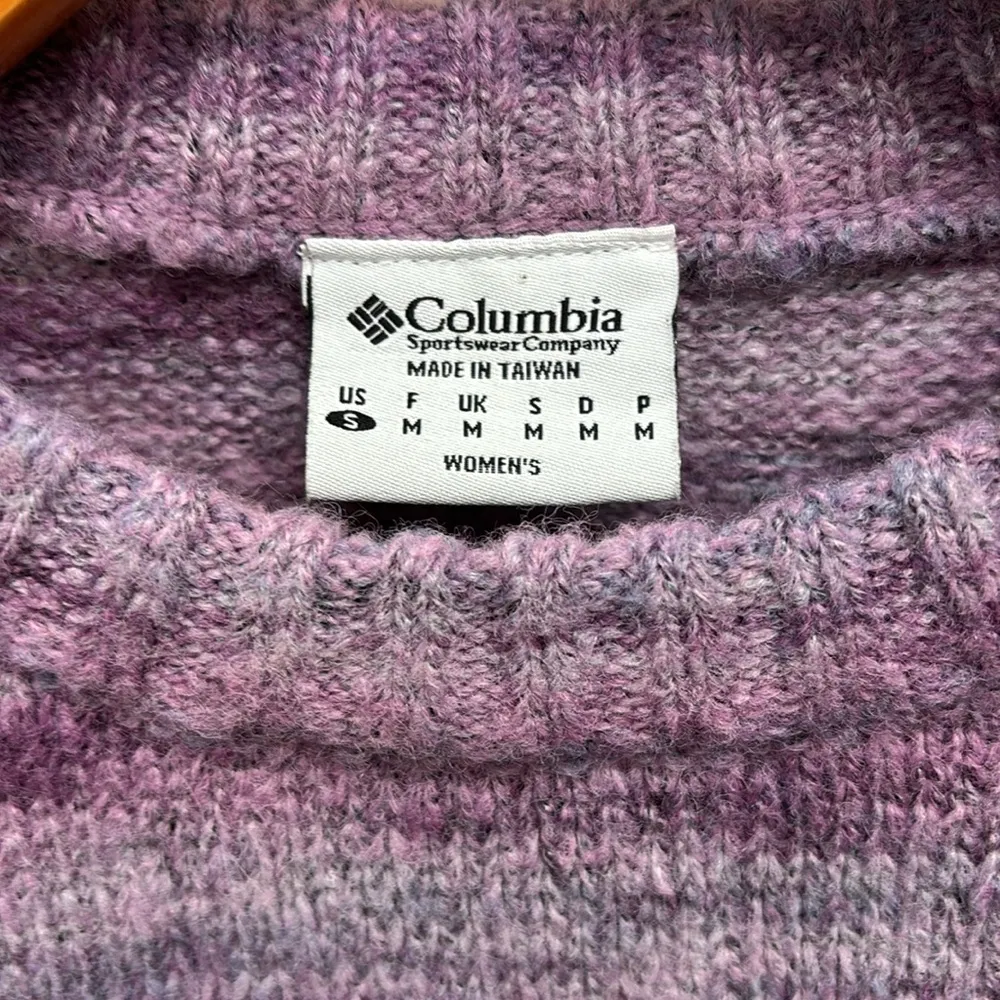 Columbia
Sportswear Company
MADE IN TAIWAN
US F UK S D P
S M M M M M
WOMEN'S